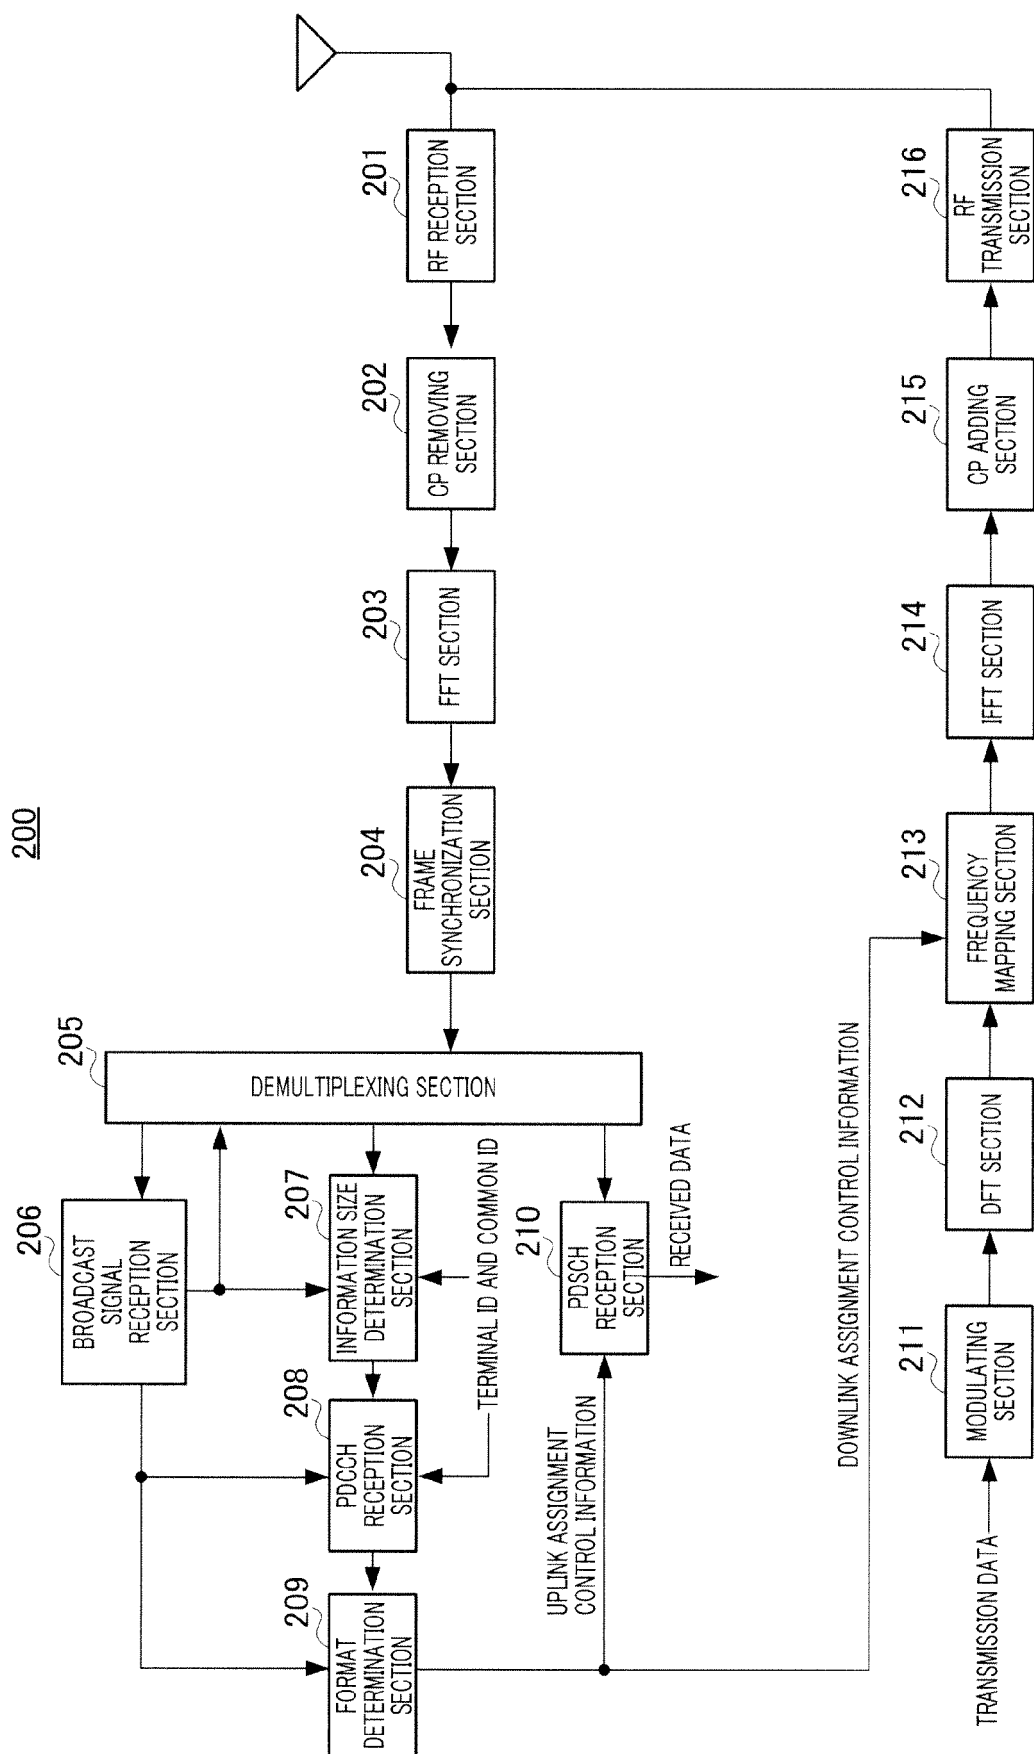 200
201
RF RECEPTION
SECTION
202
CP REMOVING
SECTION
203
FFT SECTION
204
FRAME
SYNCHRONIZATION
SECTION
205
DEMULTIPLEXING SECTION
206
BROADCAST
SIGNAL
RECEPTION
SECTION
207
INFORMATION SIZE
DETERMINATION
SECTION
TERMINAL ID AND COMMON ID
208
PDCCH
RECEPTION
SECTION
209
FORMAT
DETERMINATION
SECTION
210
PDSCH
RECEPTION
SECTION
RECEIVED DATA
UPLINK ASSIGNMENT
CONTROL INFORMATION
DOWNLINK ASSIGNMENT CONTROL INFORMATION
TRANSMISSION DATA
211
MODULATING
SECTION
212
DFT SECTION
213
FREQUENCY
MAPPING SECTION
214
IFFT SECTION
215
CP ADDING
SECTION
216
RF
TRANSMISSION
SECTION